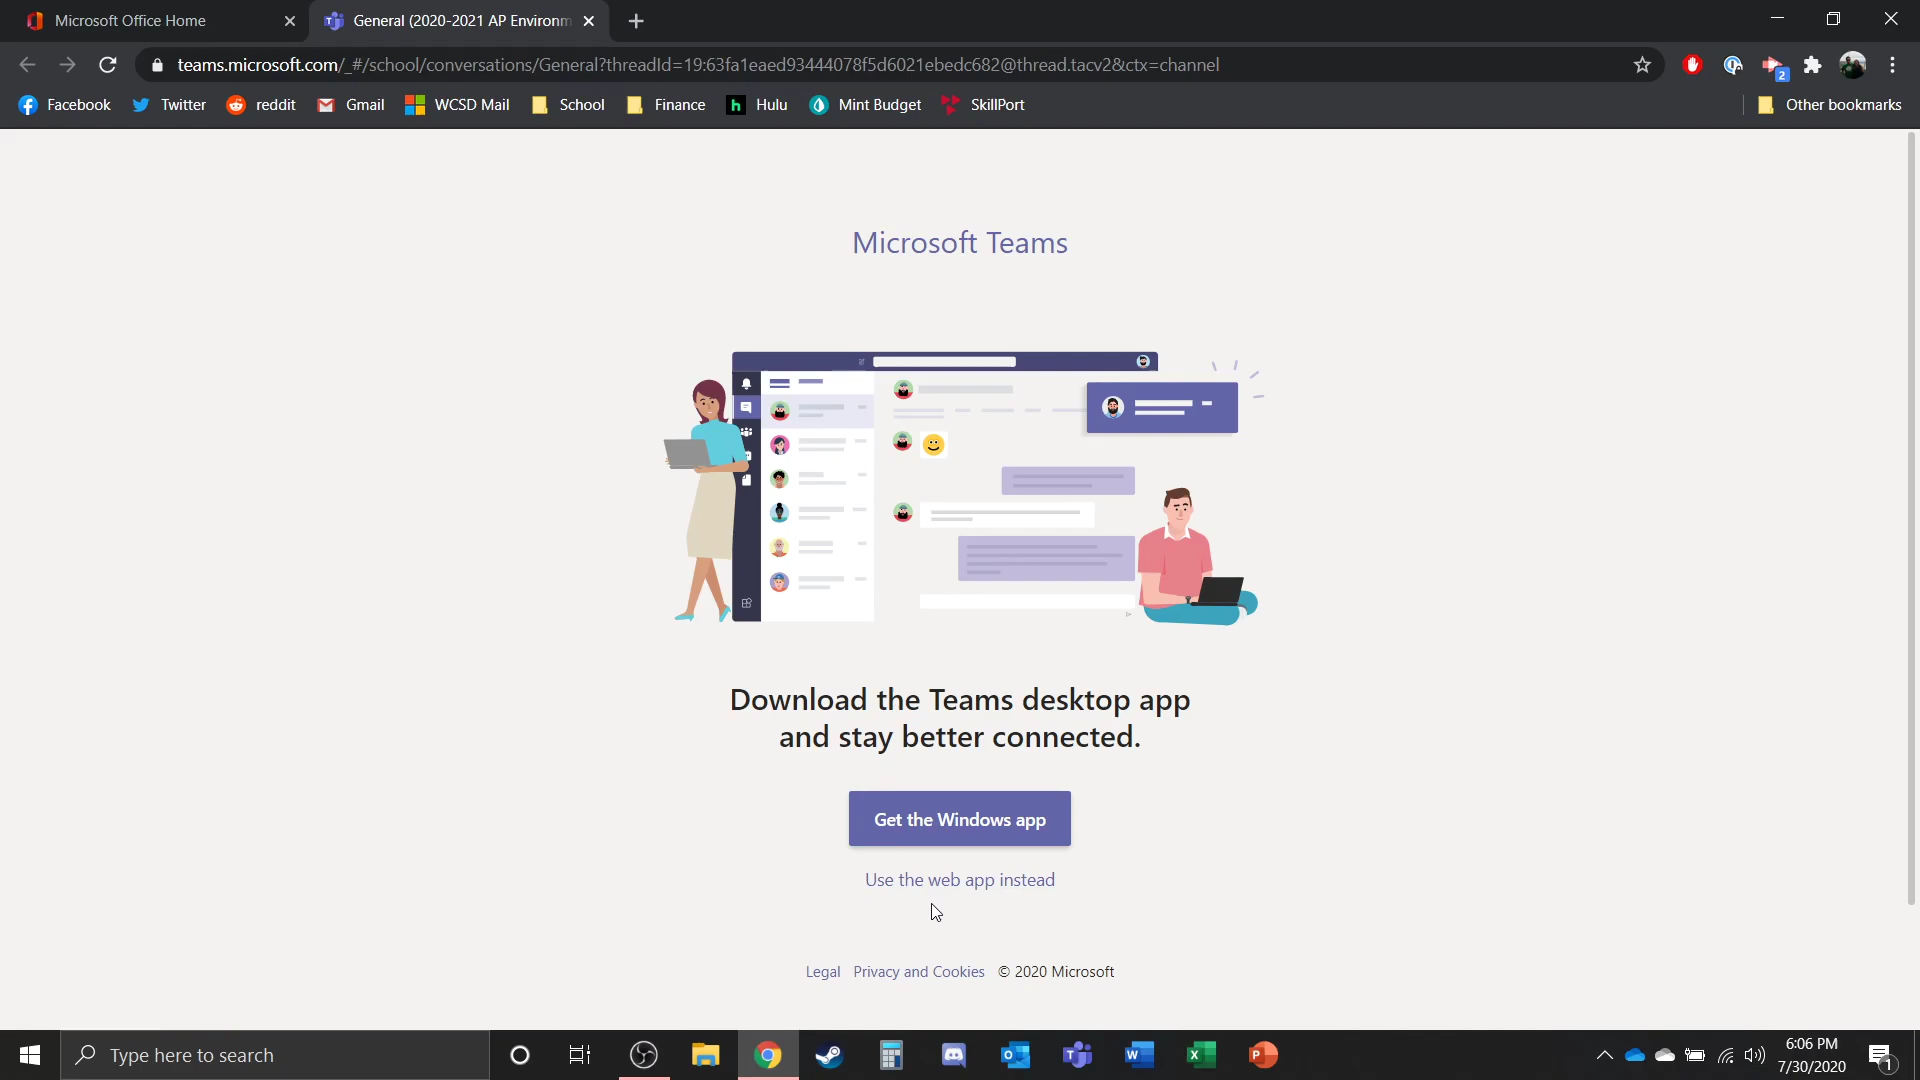 Microsoft Office Home
General (2020-2021 AP Environm
teams.microsoft.com/_#/school/conversations/General?threadId=19:63fa1eaed93444078f5d6021ebedc682@thread.tacv2&ctx=channel
2
Facebook Twitter reddit Gmail WCSD Mail School Finance h Hulu Mint Budget SkillPort Other bookmarks
Microsoft Teams
Download the Teams desktop app
and stay better connected.
Get the Windows app
Use the web app instead
Legal Privacy and Cookies © 2020 Microsoft
Type here to search
6:06 PM
7/30/2020
1